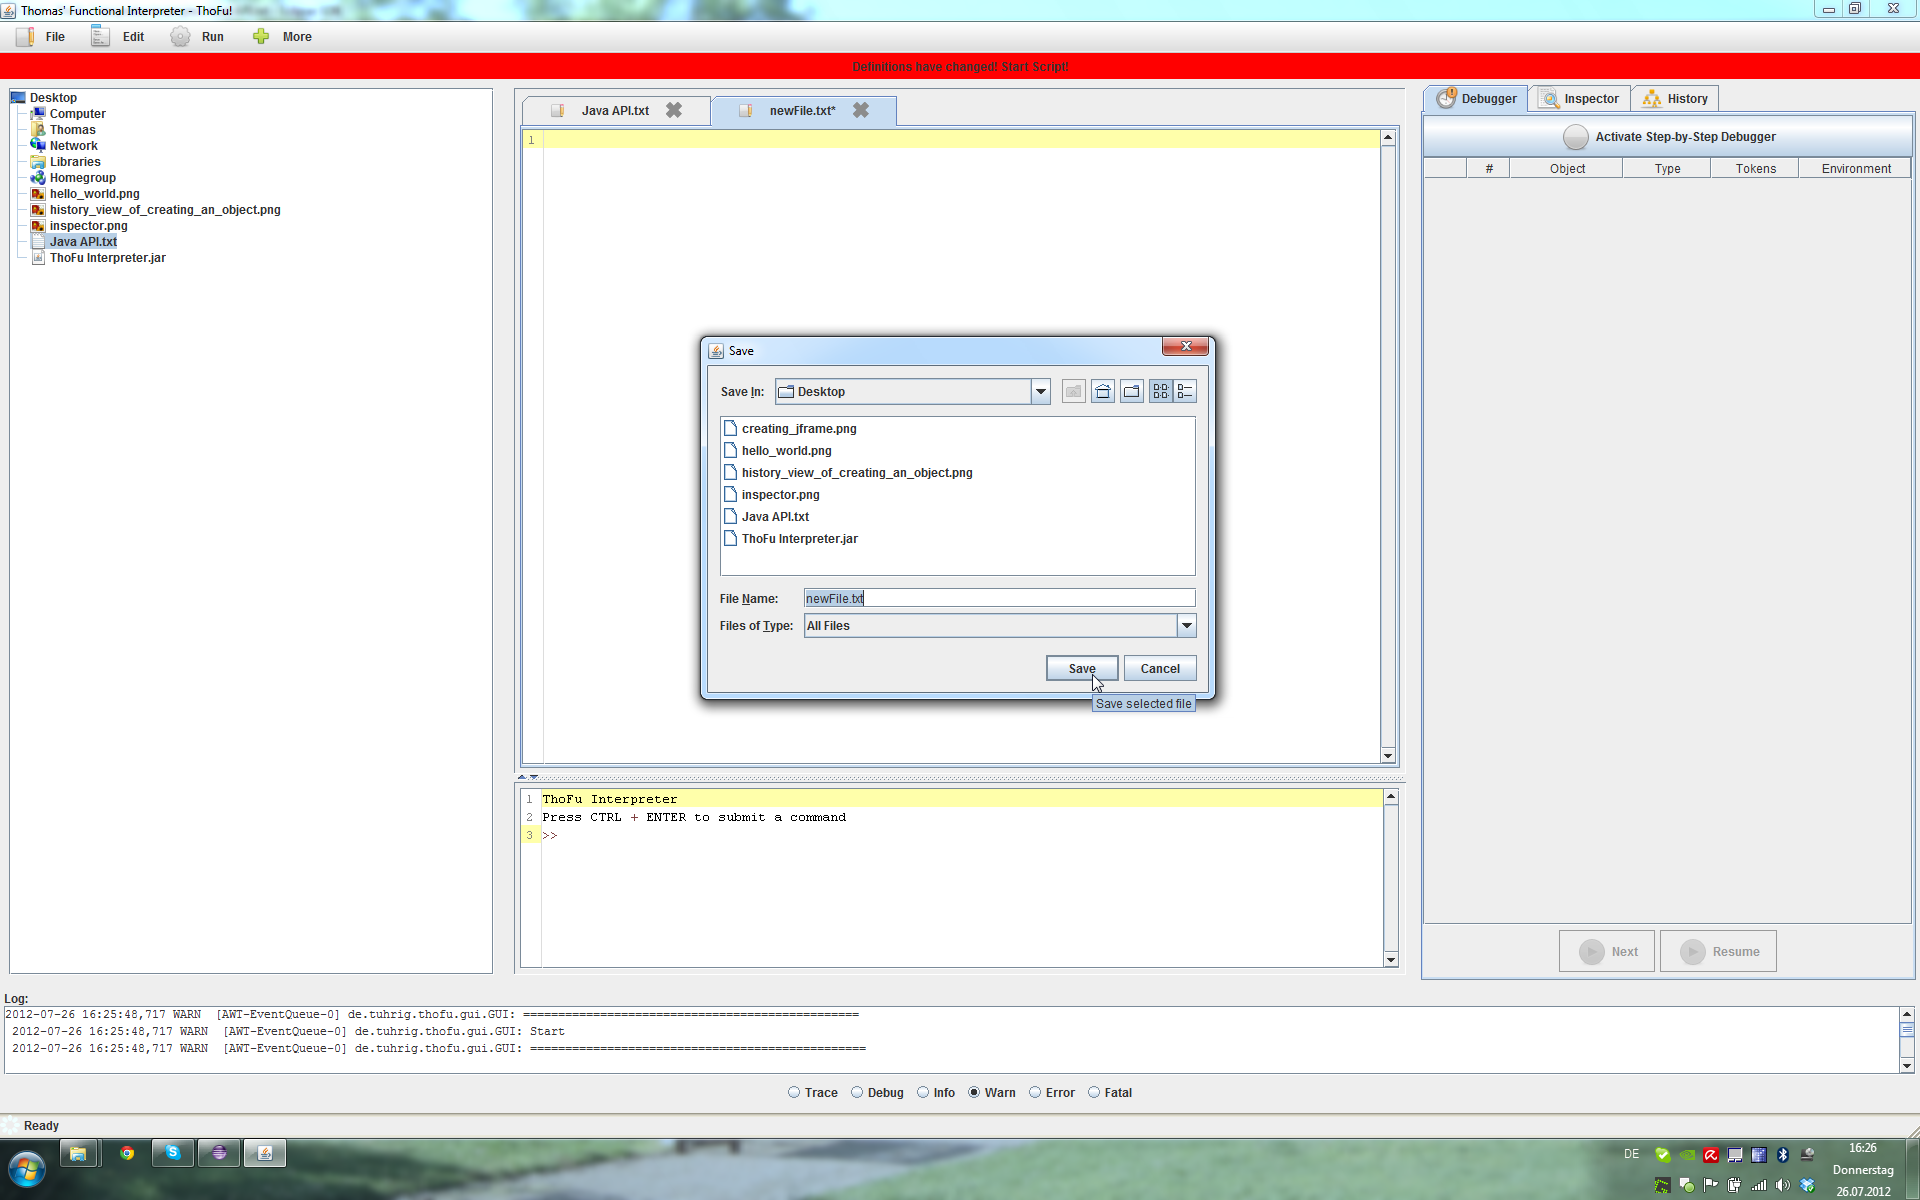 Thomas' Functional Interpreter - ThoFu!
File Edit Run More
Definitions have changed! Start Script!
Desktop
Computer
Thomas
Network
Libraries
Homegroup
hello_world.png
history_view_of_creating_an_object.png
inspector.png
Java API.txt
ThoFu Interpreter.jar
Java API.txt newFile.txt*
1
Save
Save In: Desktop
creating_jframe.png
hello_world.png
history_view_of_creating_an_object.png
inspector.png
Java API.txt
ThoFu Interpreter.jar
File Name: newFile.txt
Files of Type: All Files
Save Cancel
Save selected file
1 ThoFu Interpreter
2 Press CTRL + ENTER to submit a command
3 >>
Debugger Inspector History
Activate Step-by-Step Debugger
# Object Type Tokens Environment
Next Resume
Log:
2012-07-26 16:25:48,717 WARN [AWT-EventQueue-0] de.tuhrig.thofu.gui.GUI: ================================================
2012-07-26 16:25:48,717 WARN [AWT-EventQueue-0] de.tuhrig.thofu.gui.GUI: Start
2012-07-26 16:25:48,717 WARN [AWT-EventQueue-0] de.tuhrig.thofu.gui.GUI: ================================================
Trace Debug Info Warn Error Fatal
Ready
DE
16:26
Donnerstag
26.07.2012